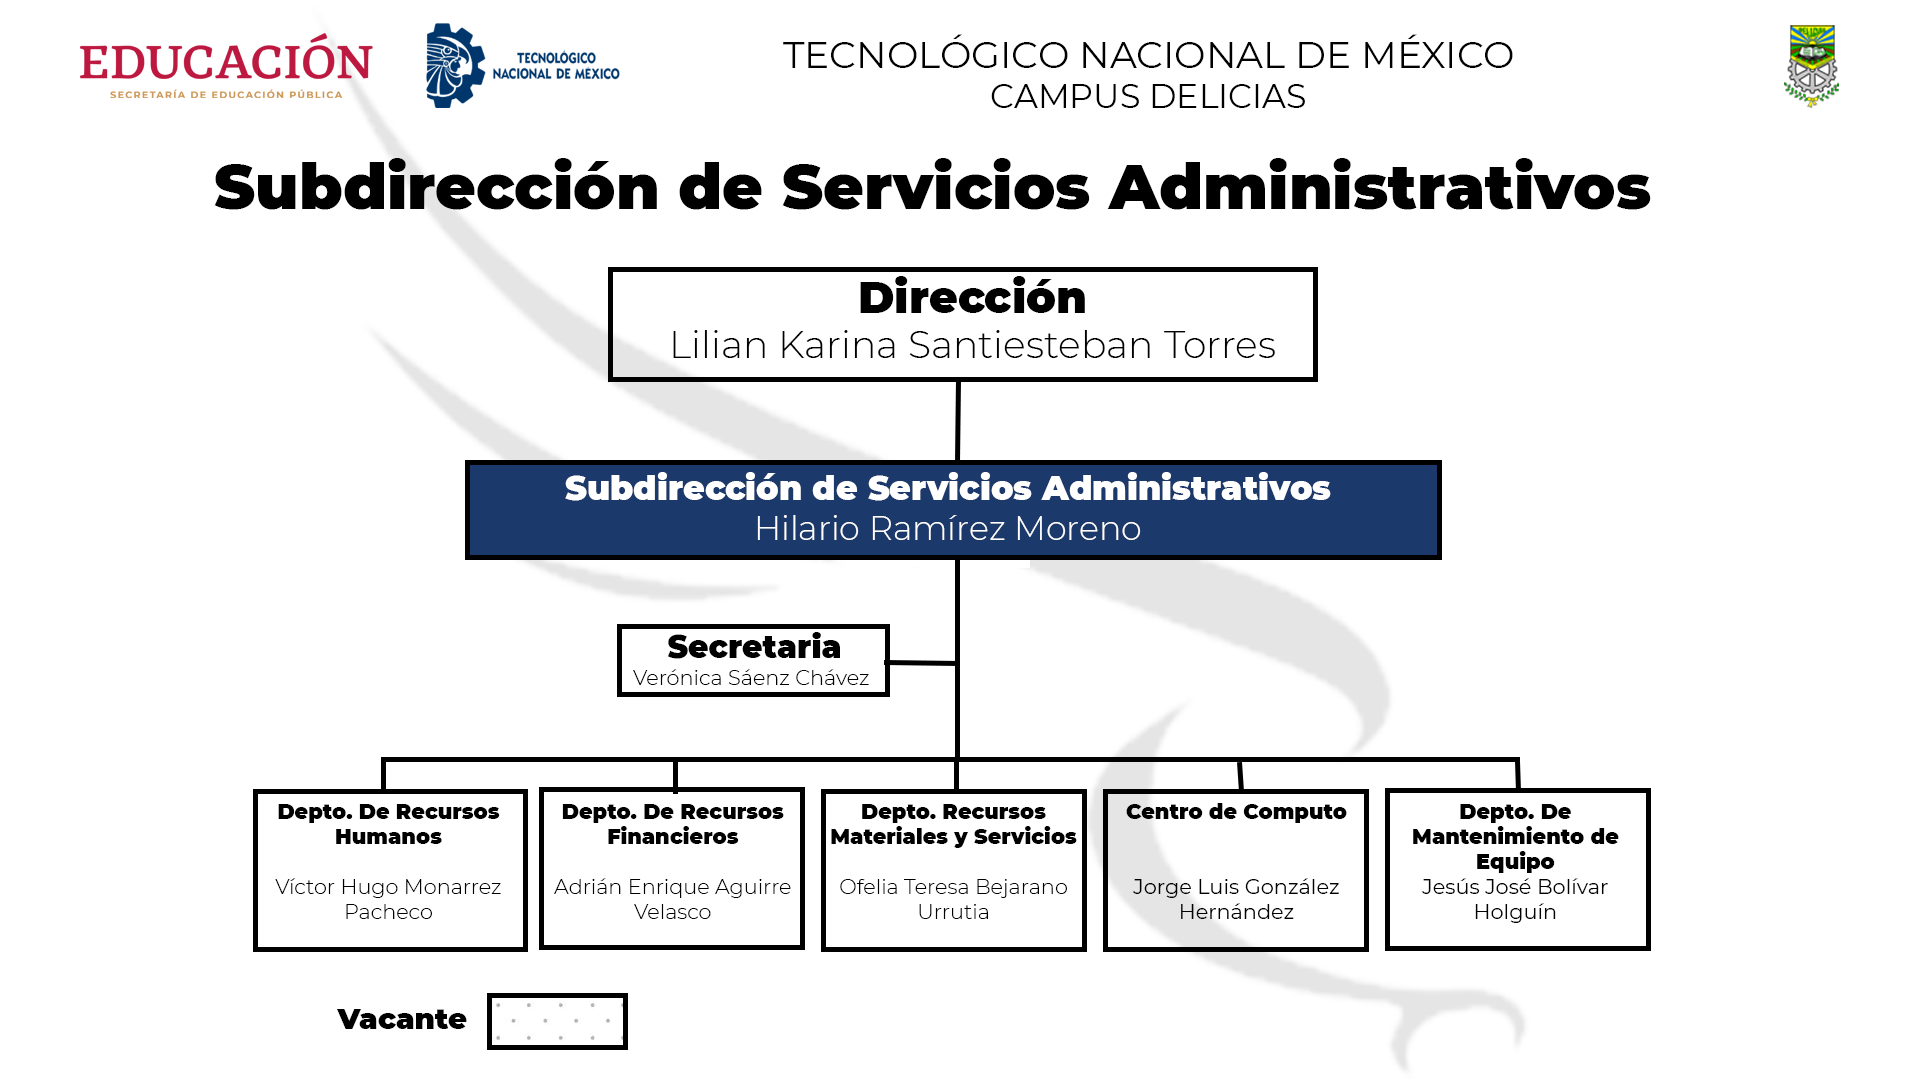 EDUCACIÓN
SECRETARÍA DE EDUCACIÓN PÚBLICA
TECNOLÓGICO
NACIONAL DE MÉXICO
TECNOLÓGICO NACIONAL DE MÉXICO
CAMPUS DELICIAS
Subdirección de Servicios Administrativos
Dirección
Lilian Karina Santiesteban Torres
Subdirección de Servicios Administrativos
Hilario Ramírez Moreno
Secretaria
Verónica Sáenz Chávez
Depto. De Recursos
Humanos
Víctor Hugo Monarrez
Pacheco
Depto. De Recursos
Financieros
Adrián Enrique Aguirre
Velasco
Depto. Recursos
Materiales y Servicios
Ofelia Teresa Bejarano
Urrutia
Centro de Computo
Jorge Luis González
Hernández
Depto. De
Mantenimiento de
Equipo
Jesús José Bolívar
Holguín
Vacante